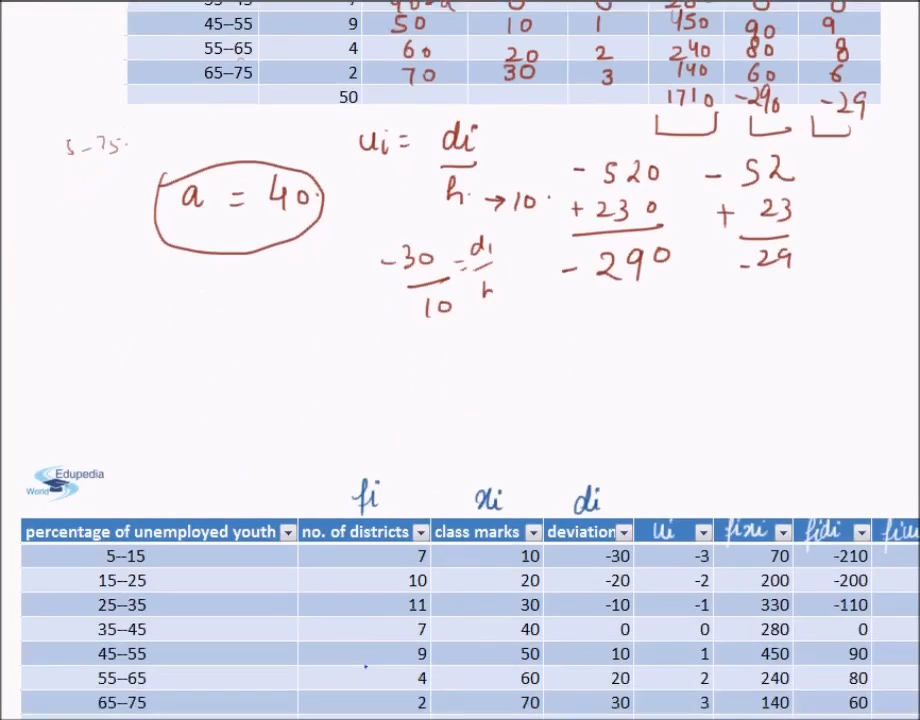 45--55 9 50 10 1 450 90 9
55--65 4 60 20 2 240 80 8
65--75 2 70 30 3 140 60 6
50 1710 -290 -29
5-75.
ui = di
h. → 10.
a = 40.
- 520
+ 230
- 290
- 52
+ 23
- 29
-30 = di
10 h
Edupedia
World
fi xi di
percentage of unemployed youth no. of districts class marks deviation ui fixi fidi fiui
5--15 7 10 -30 -3 70 -210
15--25 10 20 -20 -2 200 -200
25--35 11 30 -10 -1 330 -110
35--45 7 40 0 0 280 0
45--55 9 50 10 1 450 90
55--65 4 60 20 2 240 80
65--75 2 70 30 3 140 60